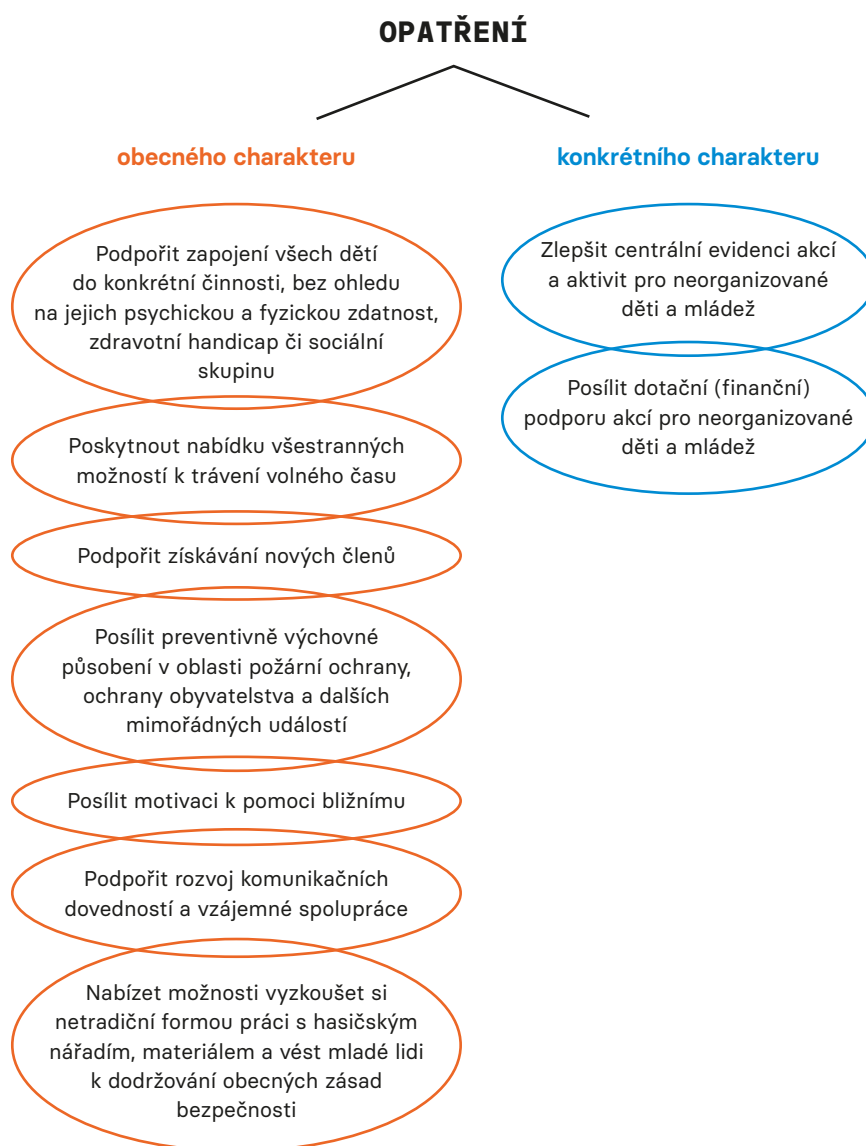 OPATŘENÍ
obecného charakteru
Podpořit zapojení všech dětí
do konkrétní činnosti, bez ohledu
na jejich psychickou a fyzickou zdatnost,
zdravotní handicap či sociální
skupinu
Poskytnout nabídku všestranných
možností k trávení volného času
Podpořit získávání nových členů
Posílit preventivně výchovné
působení v oblasti požární ochrany,
ochrany obyvatelstva a dalších
mimořádných událostí
Posílit motivaci k pomoci bližnímu
Podpořit rozvoj komunikačních
dovedností a vzájemné spolupráce
Nabízet možnosti vyzkoušet si
netradiční formou práci s hasičským
nářadím, materiálem a vést mladé lidi
k dodržování obecných zásad
bezpečnosti
konkrétního charakteru
Zlepšit centrální evidenci akcí
a aktivit pro neorganizované
děti a mládež
Posílit dotační (finanční)
podporu akcí pro neorganizované
děti a mládež